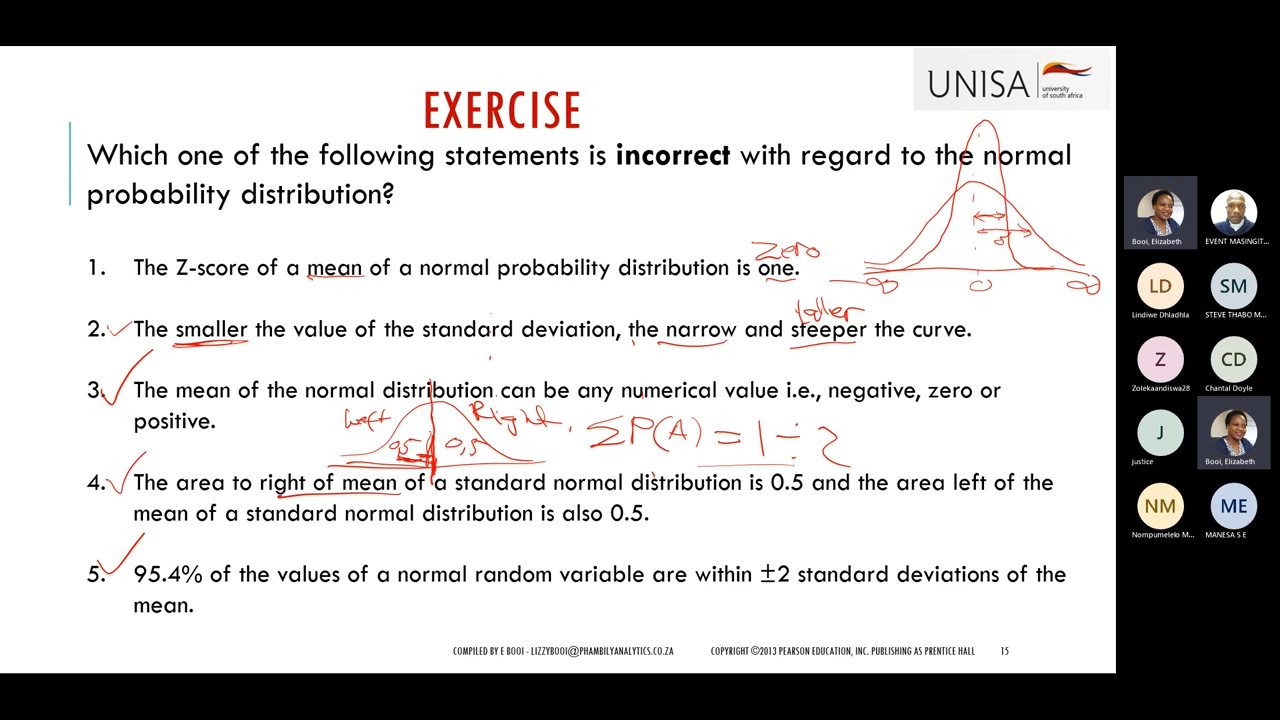 UNISA
university
of south africa
EXERCISE
Which one of the following statements is incorrect with regard to the normal
probability distribution?
zero
1. The Z-score of a mean of a normal probability distribution is one.
∞ 0 ∞
taller
2. The smaller the value of the standard deviation, the narrow and steeper the curve.
3. The mean of the normal distribution can be any numerical value i.e., negative, zero or
positive.
Left Right
0,5 0,5
ΣP(A) = 1 ÷ 2
4. The area to right of mean of a standard normal distribution is 0.5 and the area left of the
mean of a standard normal distribution is also 0.5.
5. 95.4% of the values of a normal random variable are within ±2 standard deviations of the
mean.
COMPILED BY E BOOI - LIZZYBOOI@PHAMBILYANALYTICS.CO.ZA COPYRIGHT ©2013 PEARSON EDUCATION, INC. PUBLISHING AS PRENTICE HALL 15
Booi, Elizabeth
EVENT MASINGIT...
LD
Lindiwe Dhladhla
SM
STEVE THABO M...
Z
Zolekaandiswa28
CD
Chantal Doyle
J
justice
Booi, Elizabeth
NM
Nompumelelo M...
ME
MANESA S E